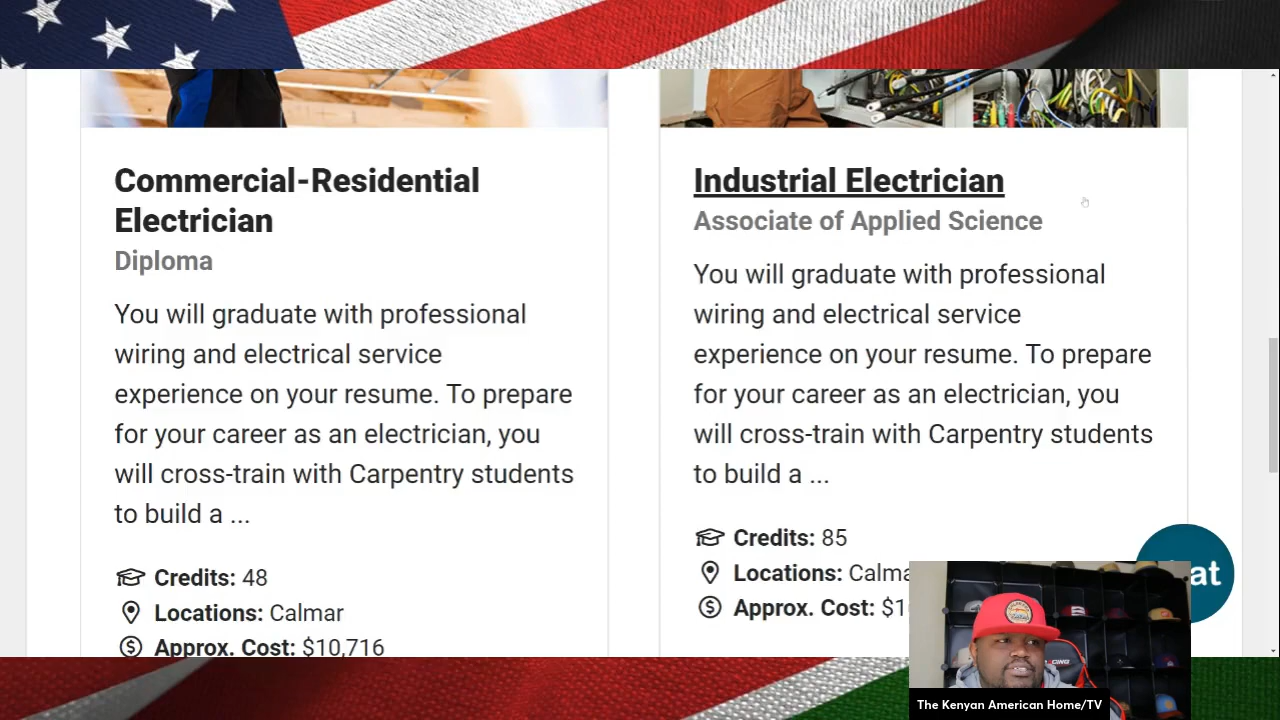 Commercial-Residential
Electrician
Diploma
You will graduate with professional
wiring and electrical service
experience on your resume. To prepare
for your career as an electrician, you
will cross-train with Carpentry students
to build a ...
Credits: 48
Locations: Calmar
Approx. Cost: $10,716
Industrial Electrician
Associate of Applied Science
You will graduate with professional
wiring and electrical service
experience on your resume. To prepare
for your career as an electrician, you
will cross-train with Carpentry students
to build a ...
Credits: 85
Locations:
Approx. Cost:
The Kenyan American Home/TV